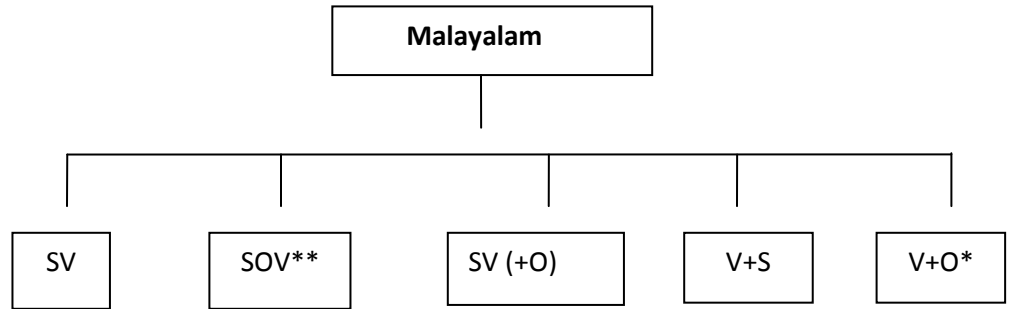 Malayalam
SV
SOV**
SV (+O)
V+S
V+O*